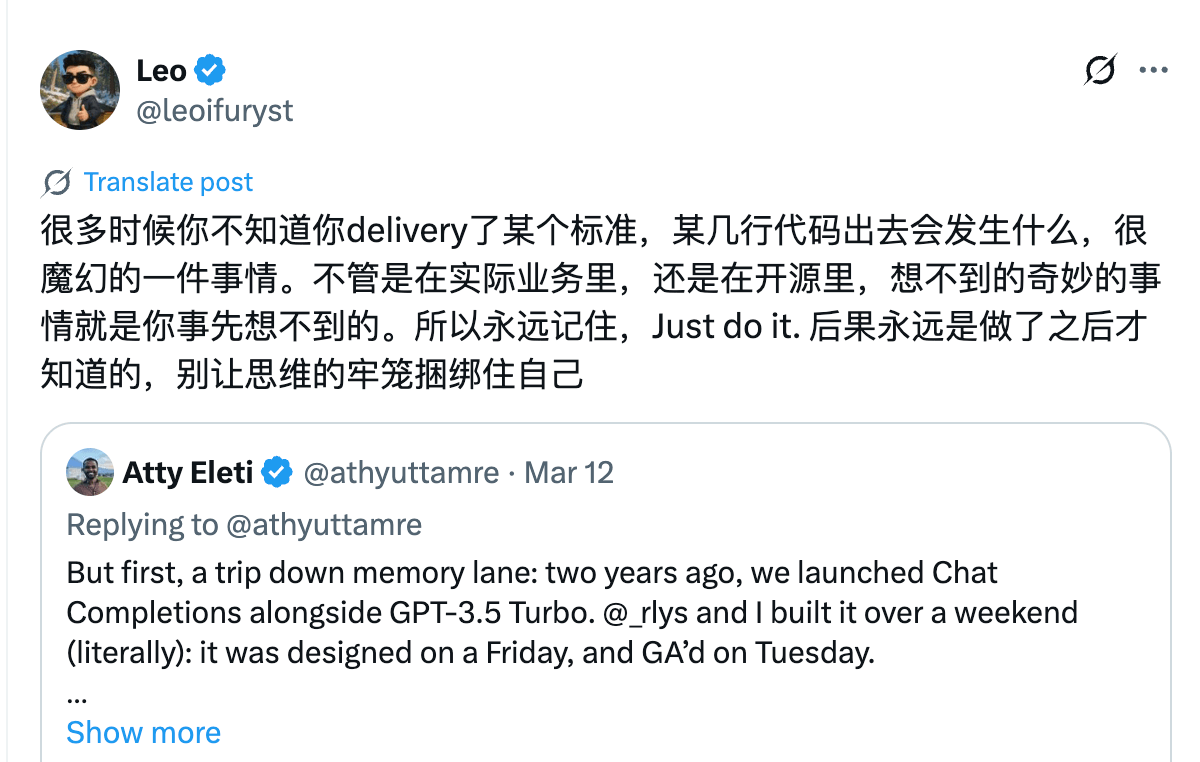 Leo
@leoifuryst
Translate post
很多时候你不知道你delivery了某个标准，某几行代码出去会发生什么，很
魔幻的一件事情。不管是在实际业务里，还是在开源里，想不到的奇妙的事
情就是你事先想不到的。所以永远记住，Just do it. 后果永远是做了之后才
知道的，别让思维的牢笼捆绑住自己
Atty Eleti @athyuttamre · Mar 12
Replying to @athyuttamre
But first, a trip down memory lane: two years ago, we launched Chat
Completions alongside GPT-3.5 Turbo. @_rlys and I built it over a weekend
(literally): it was designed on a Friday, and GA’d on Tuesday.
...
Show more